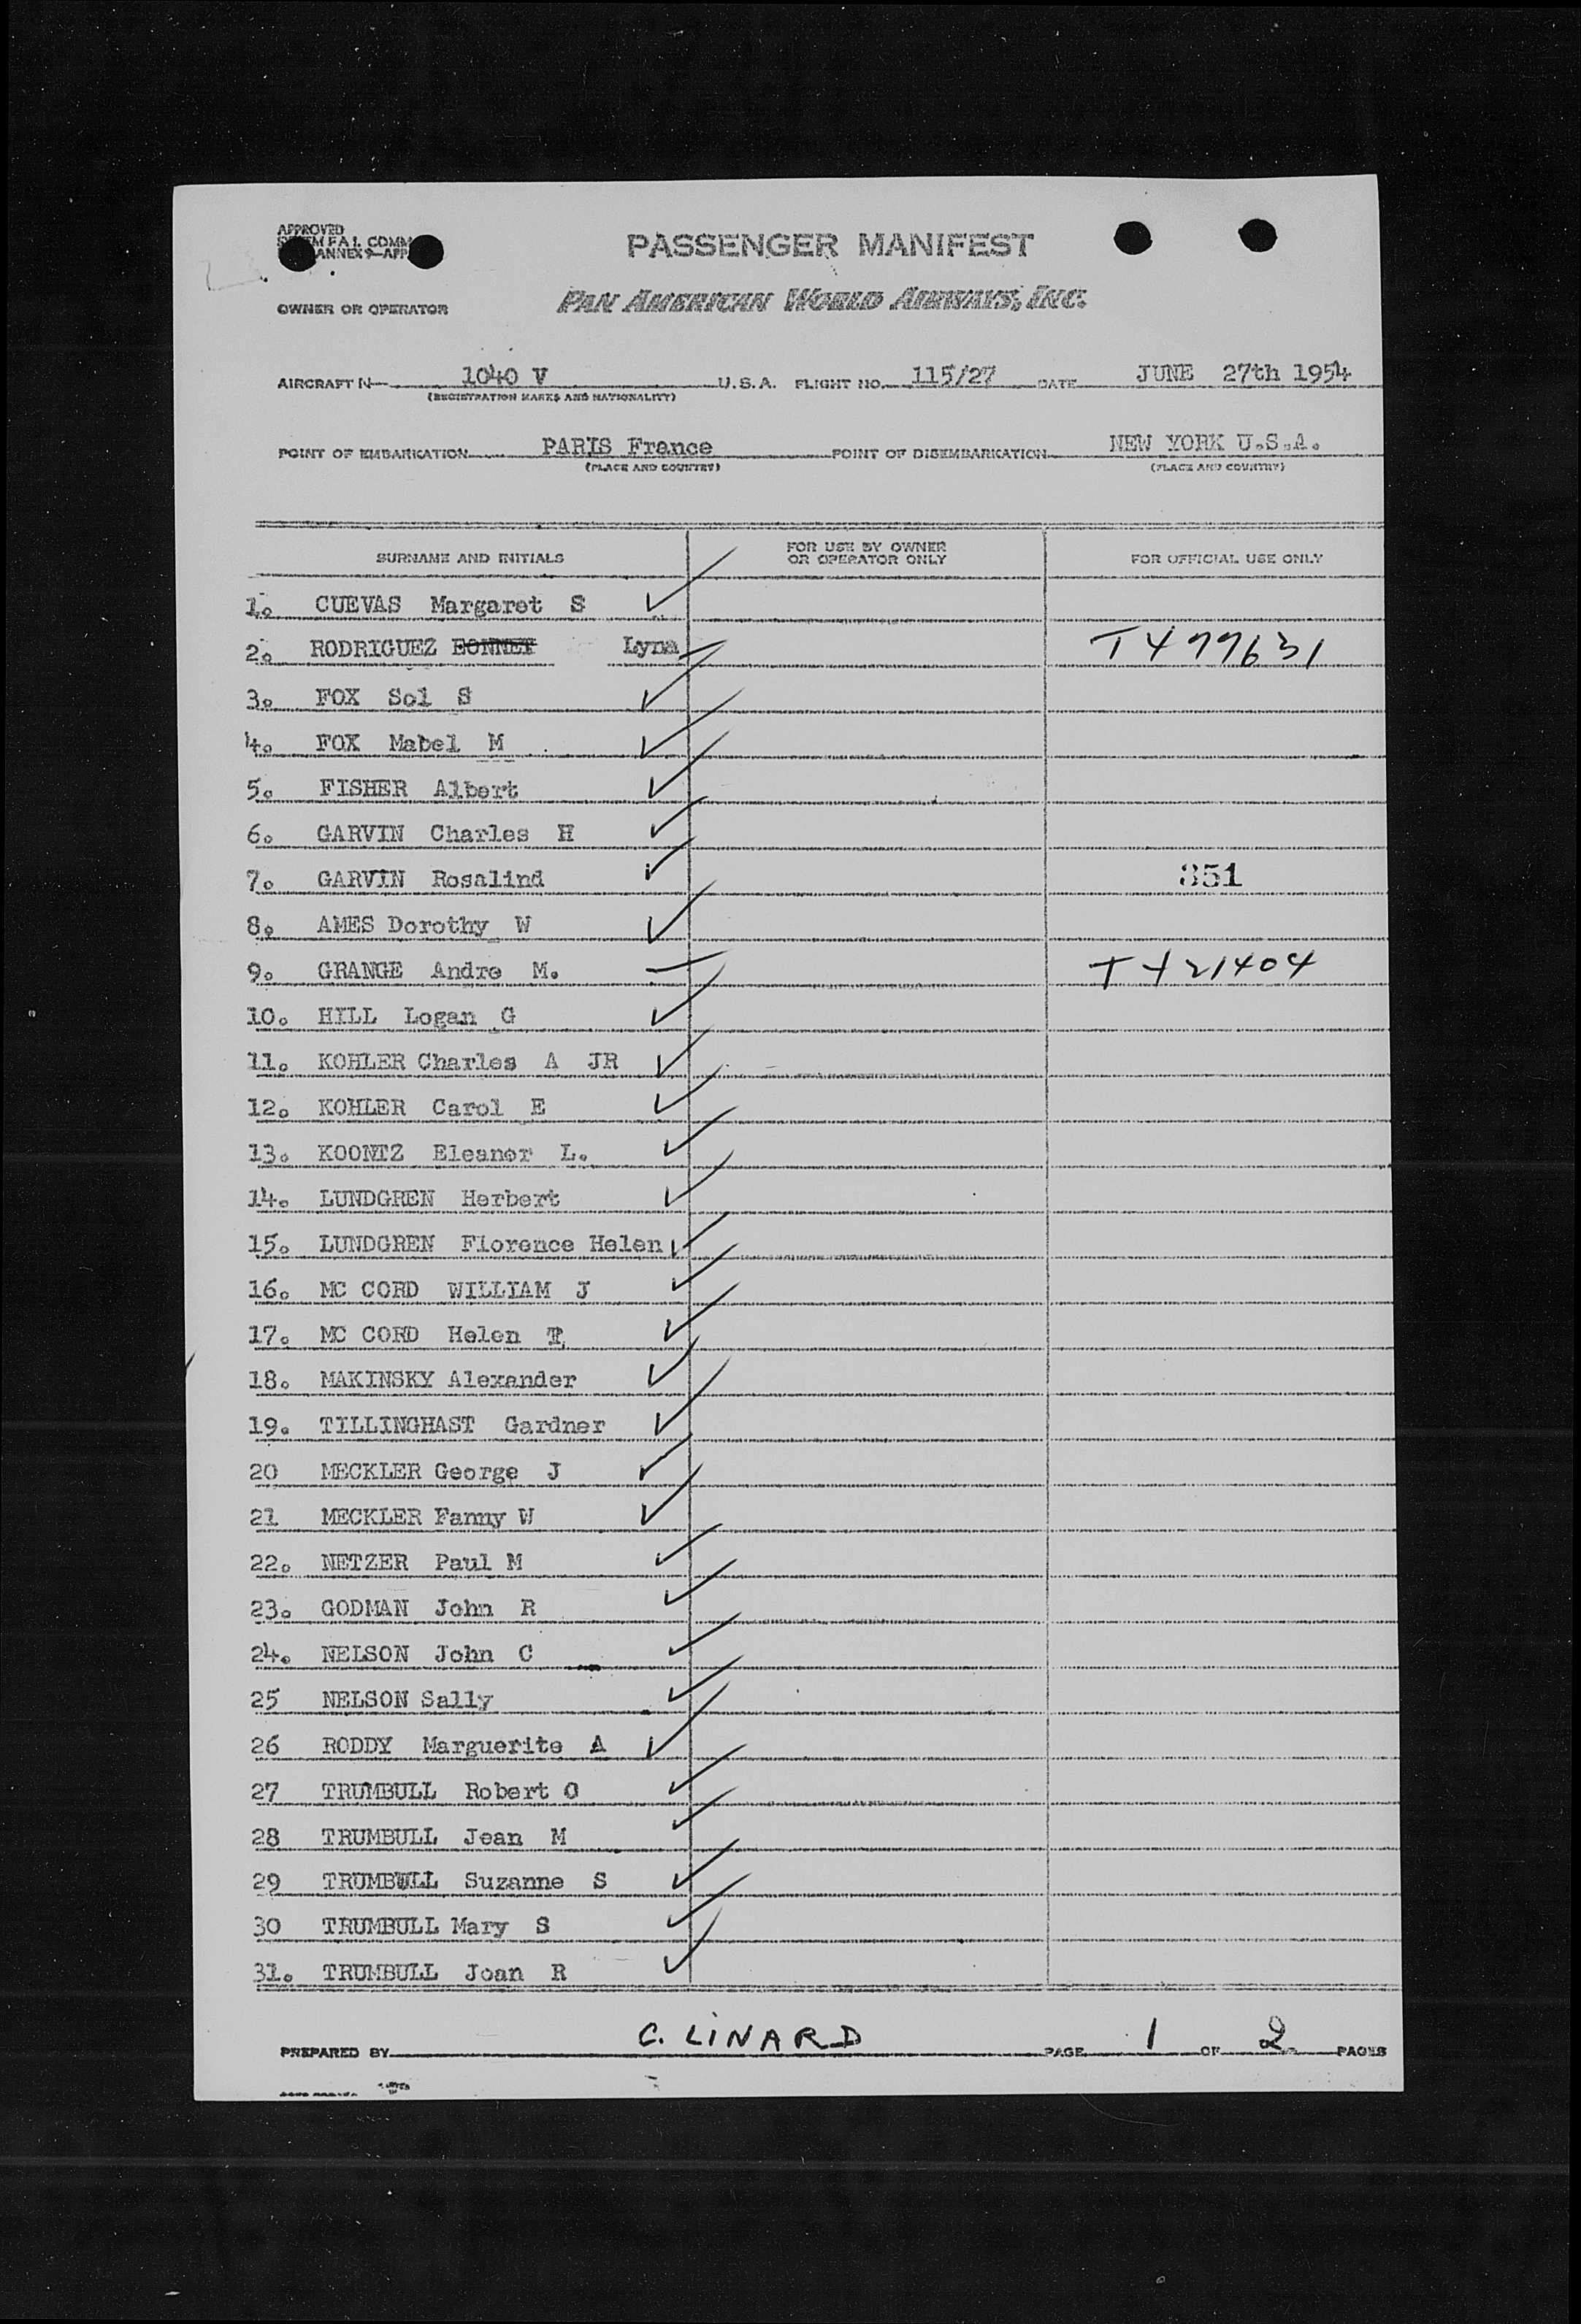 APPROVED
F.A.I. COMM
ANNEX 9—APP
PASSENGER MANIFEST
OWNER OR OPERATOR PAN AMERICAN WORLD AIRWAYS, INC.
AIRCRAFT N— 1040 V U.S.A. FLIGHT NO. 115/27 DATE JUNE 27th 1954
(REGISTRATION MARKS AND NATIONALITY)
POINT OF EMBARKATION PARIS France POINT OF DISEMBARKATION NEW YORK U.S.A.
(PLACE AND COUNTRY) (PLACE AND COUNTRY)
SURNAME AND INITIALS FOR USE BY OWNER OR OPERATOR ONLY FOR OFFICIAL USE ONLY
1. CUEVAS Margaret S
2. RODRIGUEZ BONNET Lyna T499631
3. FOX Sol S
4. FOX Mabel M
5. FISHER Albert
6. GARVIN Charles H
7. GARVIN Rosalind 351
8. AMES Dorothy W
9. GRANGE Andre M.
10. HILL Logan G
11. KOHLER Charles A JR
12. KOHLER Carol E
13. KOONTZ Eleanor L.
14. LUNDGREN Herbert
15. LUNDGREN Florence Helen
16. MC CORD WILLIAM J
17. MC CORD Helen T
18. MAKINSKY Alexander
19. TILLINGHAST Gardner
20 MECKLER George J
21 MECKLER Fanny W
22. NETZER Paul M
23. GODMAN John R
24. NELSON John C
25 NELSON Sally
26 RODDY Marguerite A
27 TRUMBULL Robert O
28 TRUMBULL Jean M
29 TRUMBULL Suzanne S
30 TRUMBULL Mary S
31. TRUMBULL Joan R
PREPARED BY C. LINARD PAGE 1 OF 2 PAGES